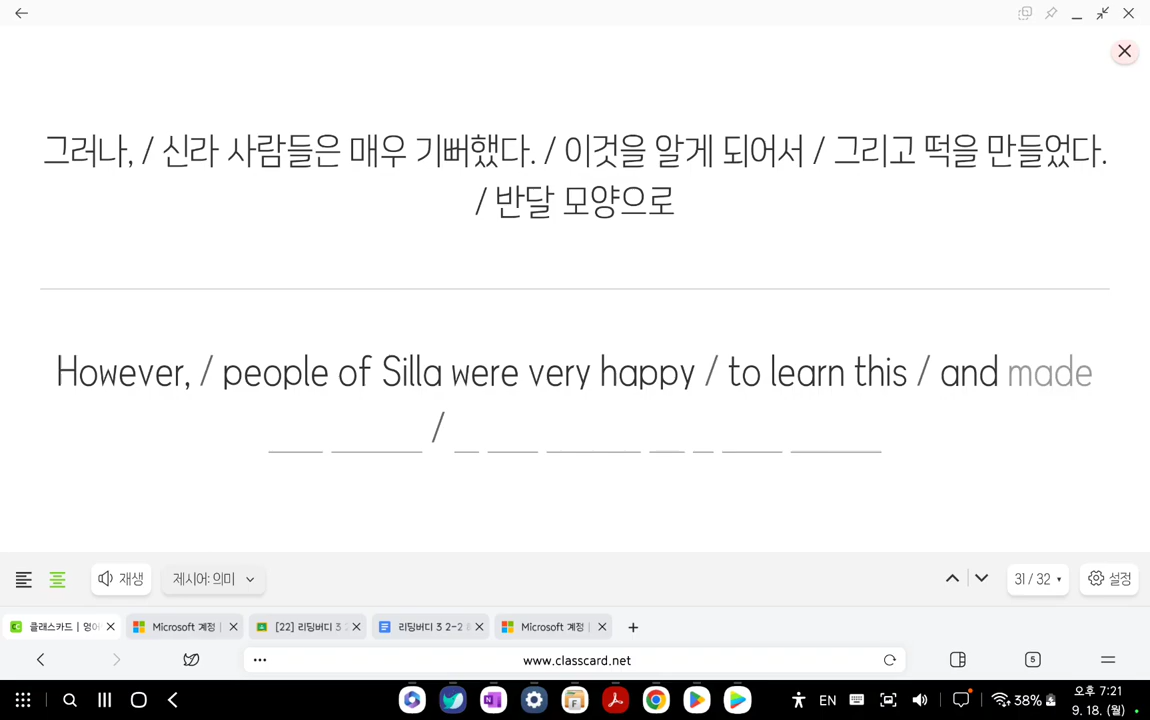 그러나, / 신라 사람들은 매우 기뻐했다. / 이것을 알게 되어서 / 그리고 떡을 만들었다.
/ 반달 모양으로
However, / people of Silla were very happy / to learn this / and made
/
재생 제시어: 의미 31 / 32 설정
플래스카드 | 영어 Microsoft 계정 | [22] 리딩버디 3 리딩버디 3 2-2 Microsoft 계정 |
www.classcard.net 5
EN 38% 오후 7:21
9. 18. (월)